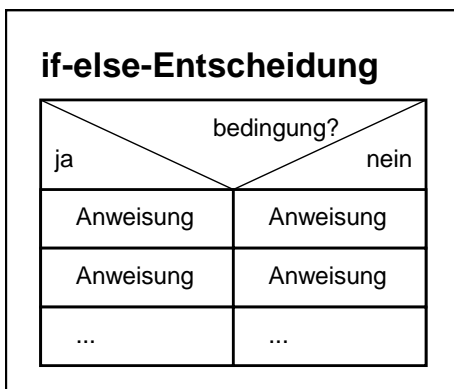 if-else-Entscheidung
bedingung?
ja nein
Anweisung Anweisung
Anweisung Anweisung
... ...